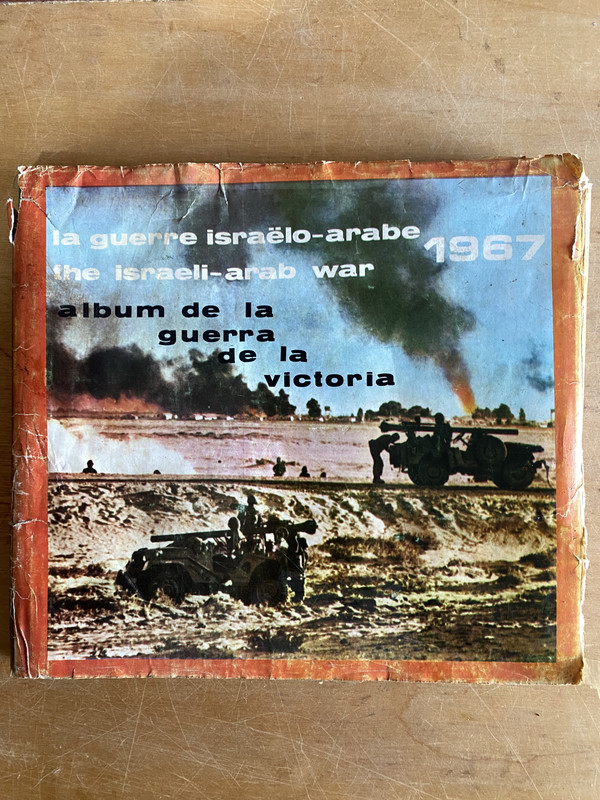 la guerre israëlo-arabe
1967
the israeli-arab war
album de la
guerra
de la
victoria